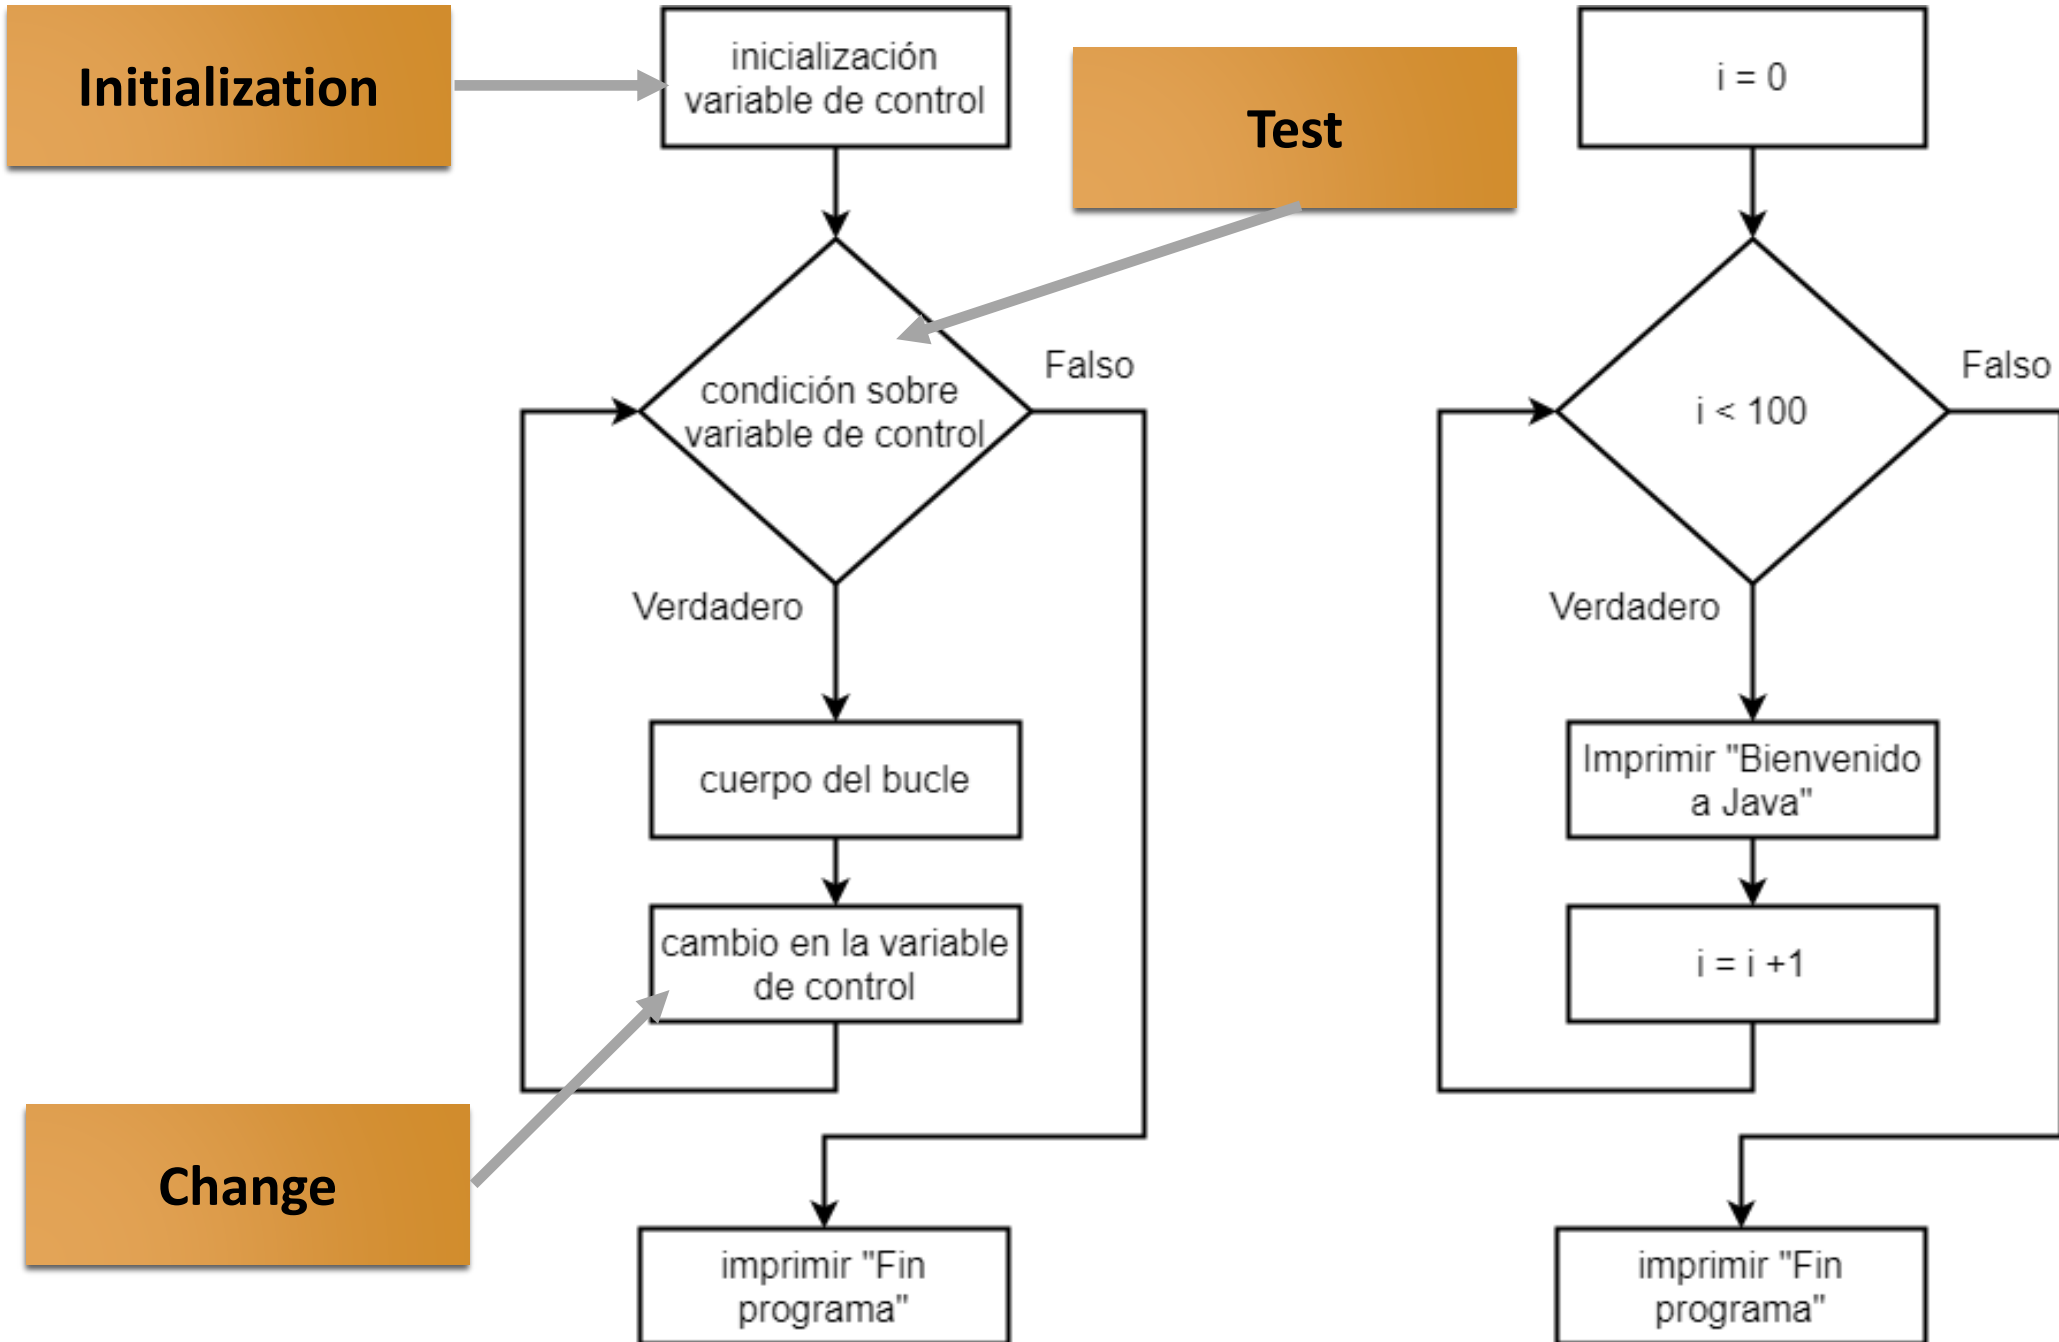 Initialization
inicialización
variable de control
Test
condición sobre
variable de control
Falso
Verdadero
cuerpo del bucle
cambio en la variable
de control
Change
imprimir "Fin
programa"
i = 0
i < 100
Falso
Verdadero
Imprimir "Bienvenido
a Java"
i = i +1
imprimir "Fin
programa"